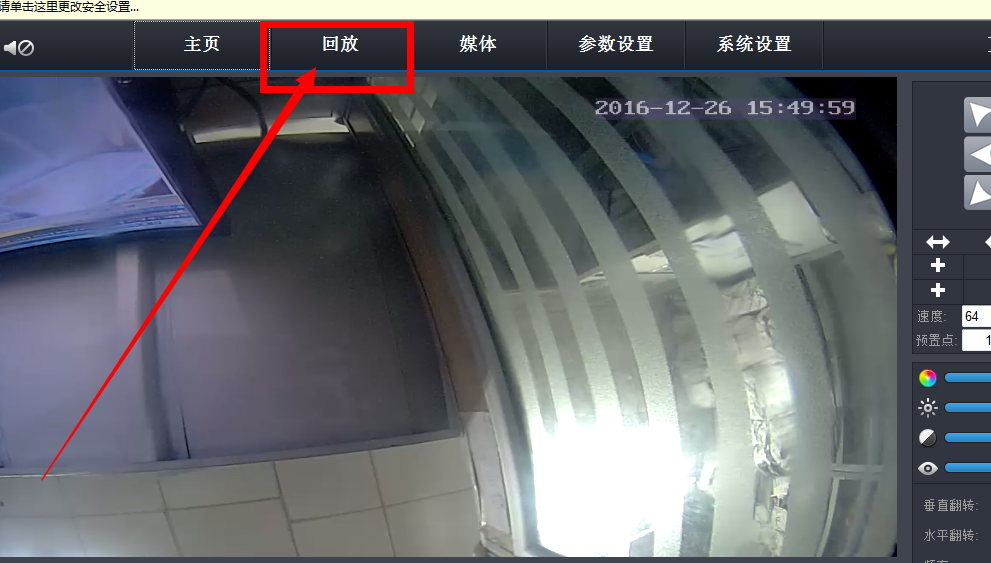 请单击这里更改安全设置...
主页
回放
媒体
参数设置
系统设置
2016-12-26 15:49:59
速度: 64
预置点: 1
垂直翻转:
水平翻转: